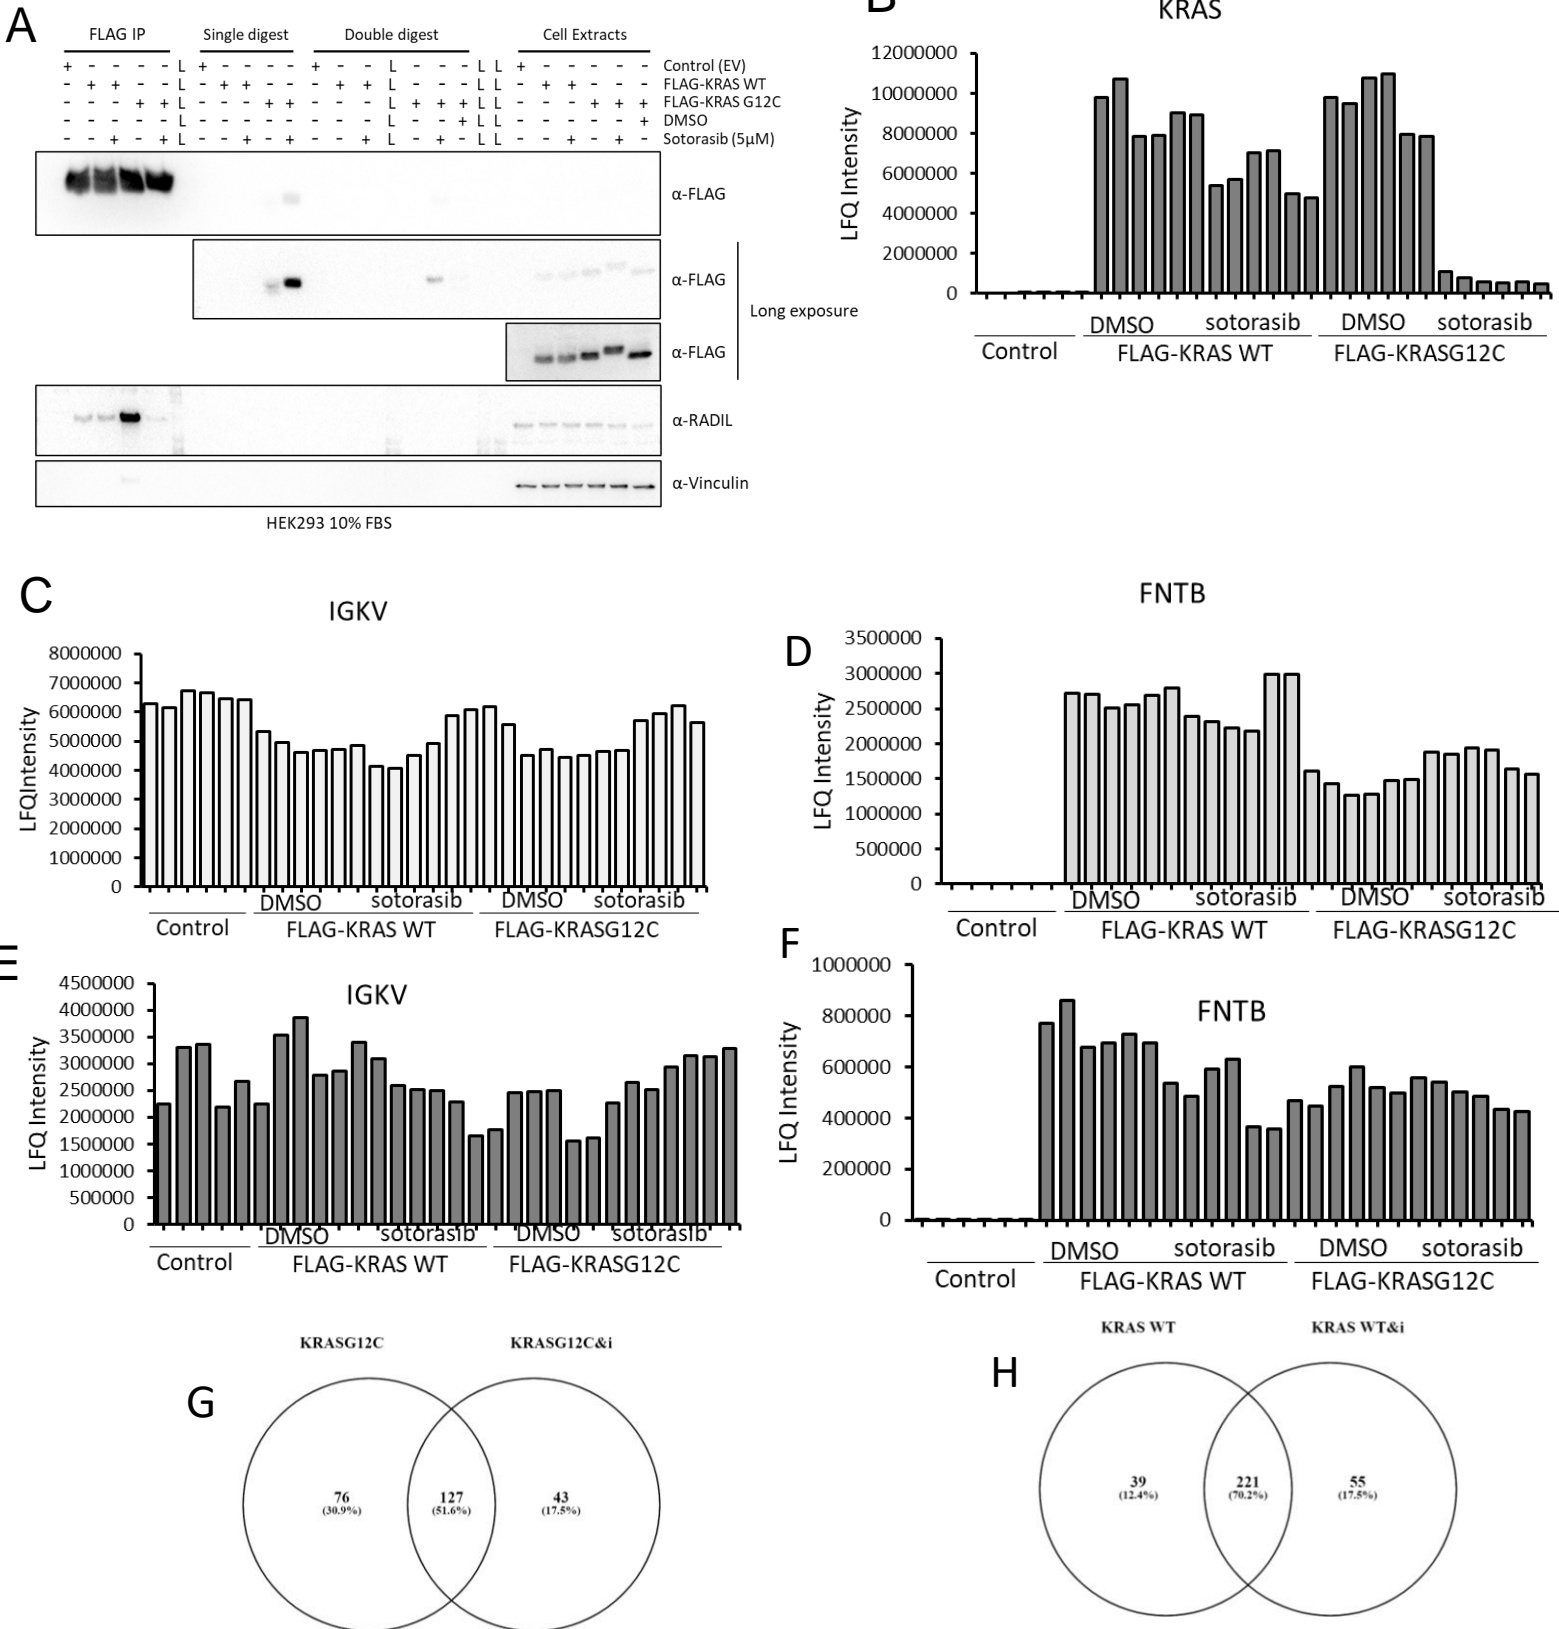 A
FLAG IP Single digest Double digest Cell Extracts
+ - - - - L + - - - - + - - L - - - L L + - - - - - Control (EV)
- + + - - L - + + - - - + + L - - - L L - + + - - - FLAG-KRAS WT
- - - + + L - - - + + - - - L + + + L L - - - + + + FLAG-KRAS G12C
- - - - - L - - - - - - - - L - - + L L - - - - - + DMSO
- - + - + L - - + - + - - + L - + - L L - - + - + - Sotorasib (5µM)
α-FLAG
α-FLAG
Long exposure
α-FLAG
α-RADIL
α-Vinculin
HEK293 10% FBS
B
KRAS
12000000
10000000
8000000
6000000
4000000
2000000
0
LFQ Intensity
DMSO sotorasib DMSO sotorasib
Control FLAG-KRAS WT FLAG-KRASG12C
C
IGKV
8000000
7000000
6000000
5000000
4000000
3000000
2000000
1000000
0
LFQIntensity
DMSO sotorasib DMSO sotorasib
Control FLAG-KRAS WT FLAG-KRASG12C
D
FNTB
3500000
3000000
2500000
2000000
1500000
1000000
500000
0
LFQ Intensity
DMSO sotorasib DMSO sotorasib
Control FLAG-KRAS WT FLAG-KRASG12C
E
IGKV
4500000
4000000
3500000
3000000
2500000
2000000
1500000
1000000
500000
0
LFQ Intensity
DMSO sotorasib DMSO sotorasib
Control FLAG-KRAS WT FLAG-KRASG12C
F
FNTB
1000000
800000
600000
400000
200000
0
LFQ Intensity
DMSO sotorasib DMSO sotorasib
Control FLAG-KRAS WT FLAG-KRASG12C
G
KRASG12C KRASG12C&i
76 127 43
(30.9%) (51.6%) (17.5%)
H
KRAS WT KRAS WT&i
39 221 55
(12.4%) (70.2%) (17.5%)